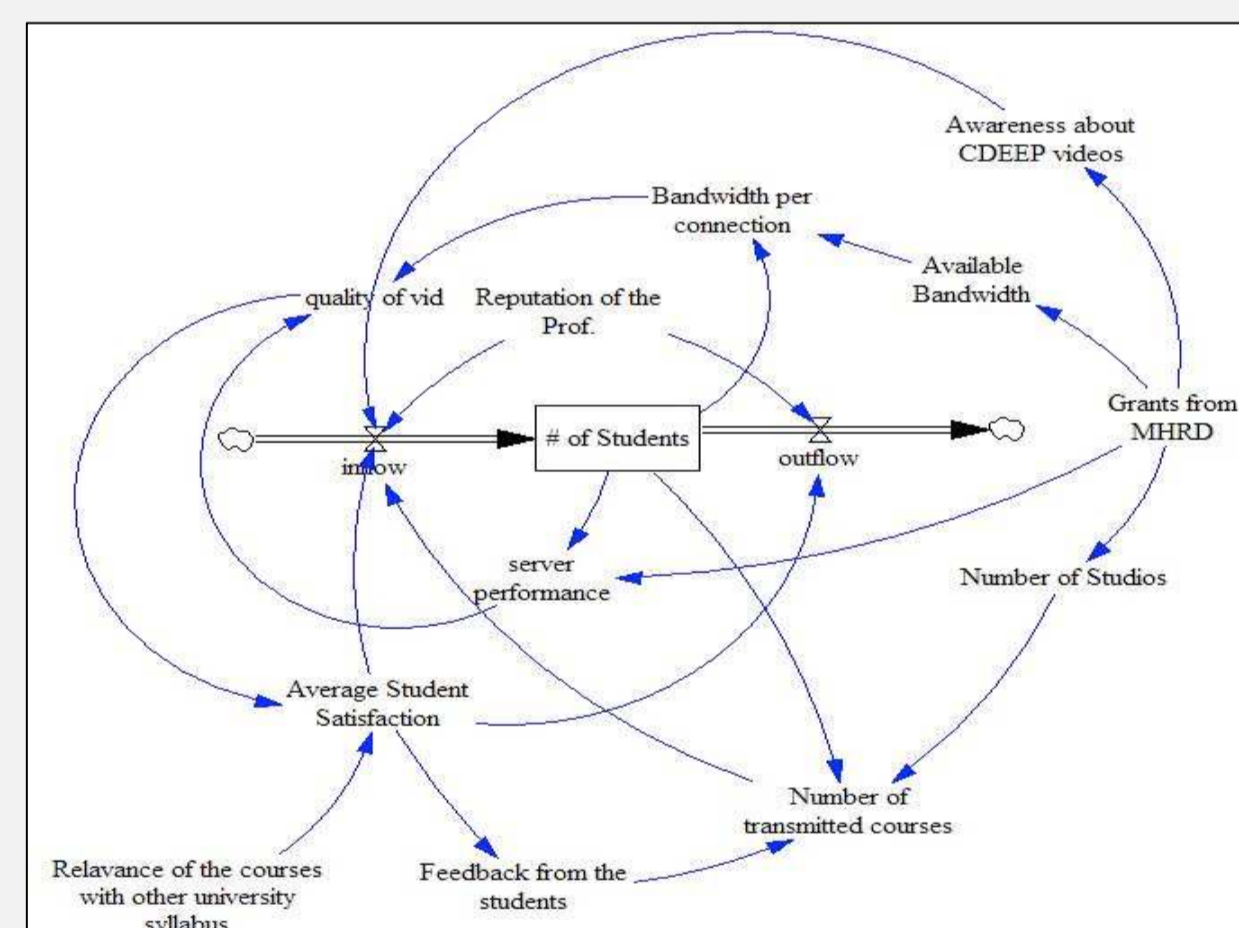 Awareness about
CDEEP videos
Bandwidth per
connection
Available
Bandwidth
quality of vid
Reputation of the
Prof.
Grants from
MHRD
# of Students
inflow
outflow
server
performance
Number of Studios
Average Student
Satisfaction
Number of
transmitted courses
Relavance of the courses
with other university
syllabus
Feedback from the
students